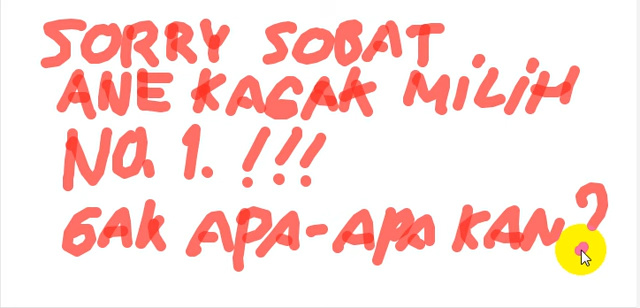 SORRY SOBAT
ANE KAGAK MiLiH
NO. 1. !!!
GAK APA-APA KAN?